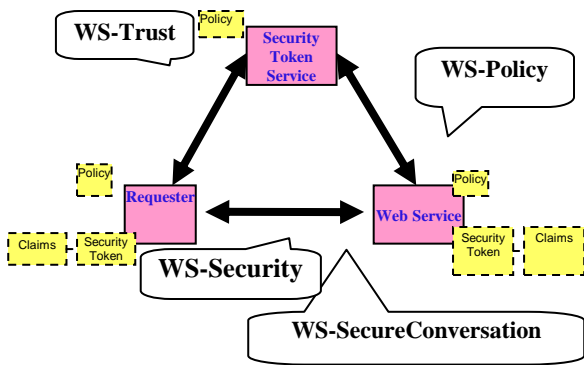 Policy
WS-Trust
Security
Token
Service
WS-Policy
Policy
Policy
Requester
Web Service
Claims
Security
Token
Security
Token
Claims
WS-Security
WS-SecureConversation